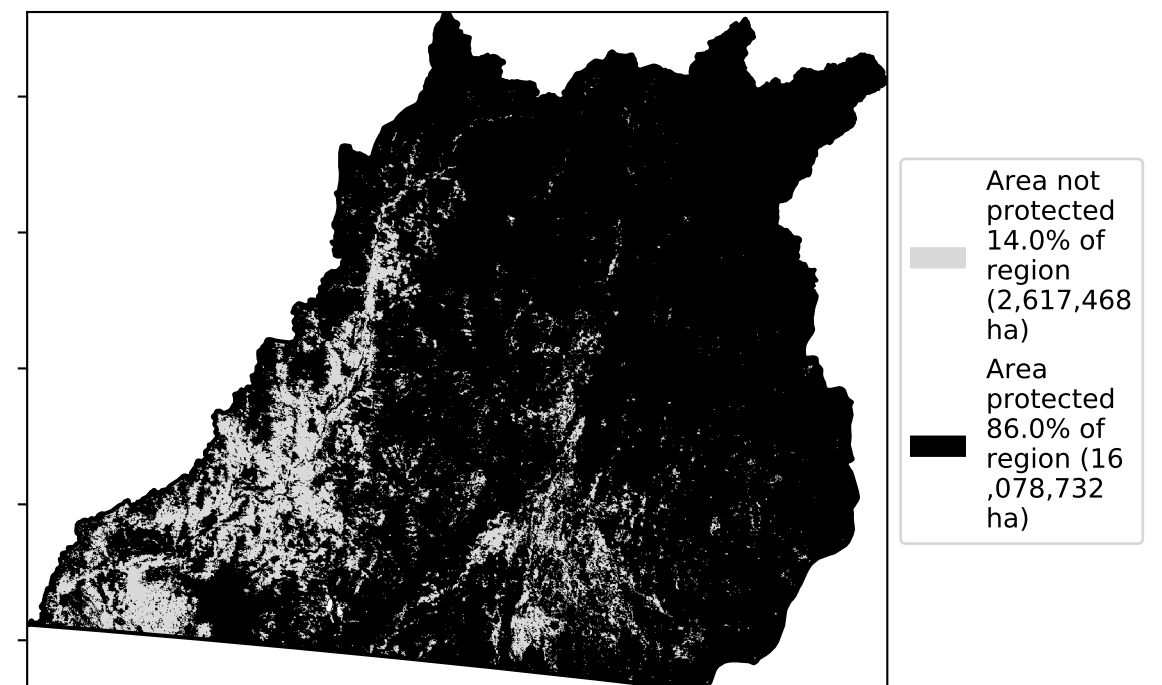 Area not
protected
14.0% of
region
(2,617,468
ha)
Area
protected
86.0% of
region (16
,078,732
ha)